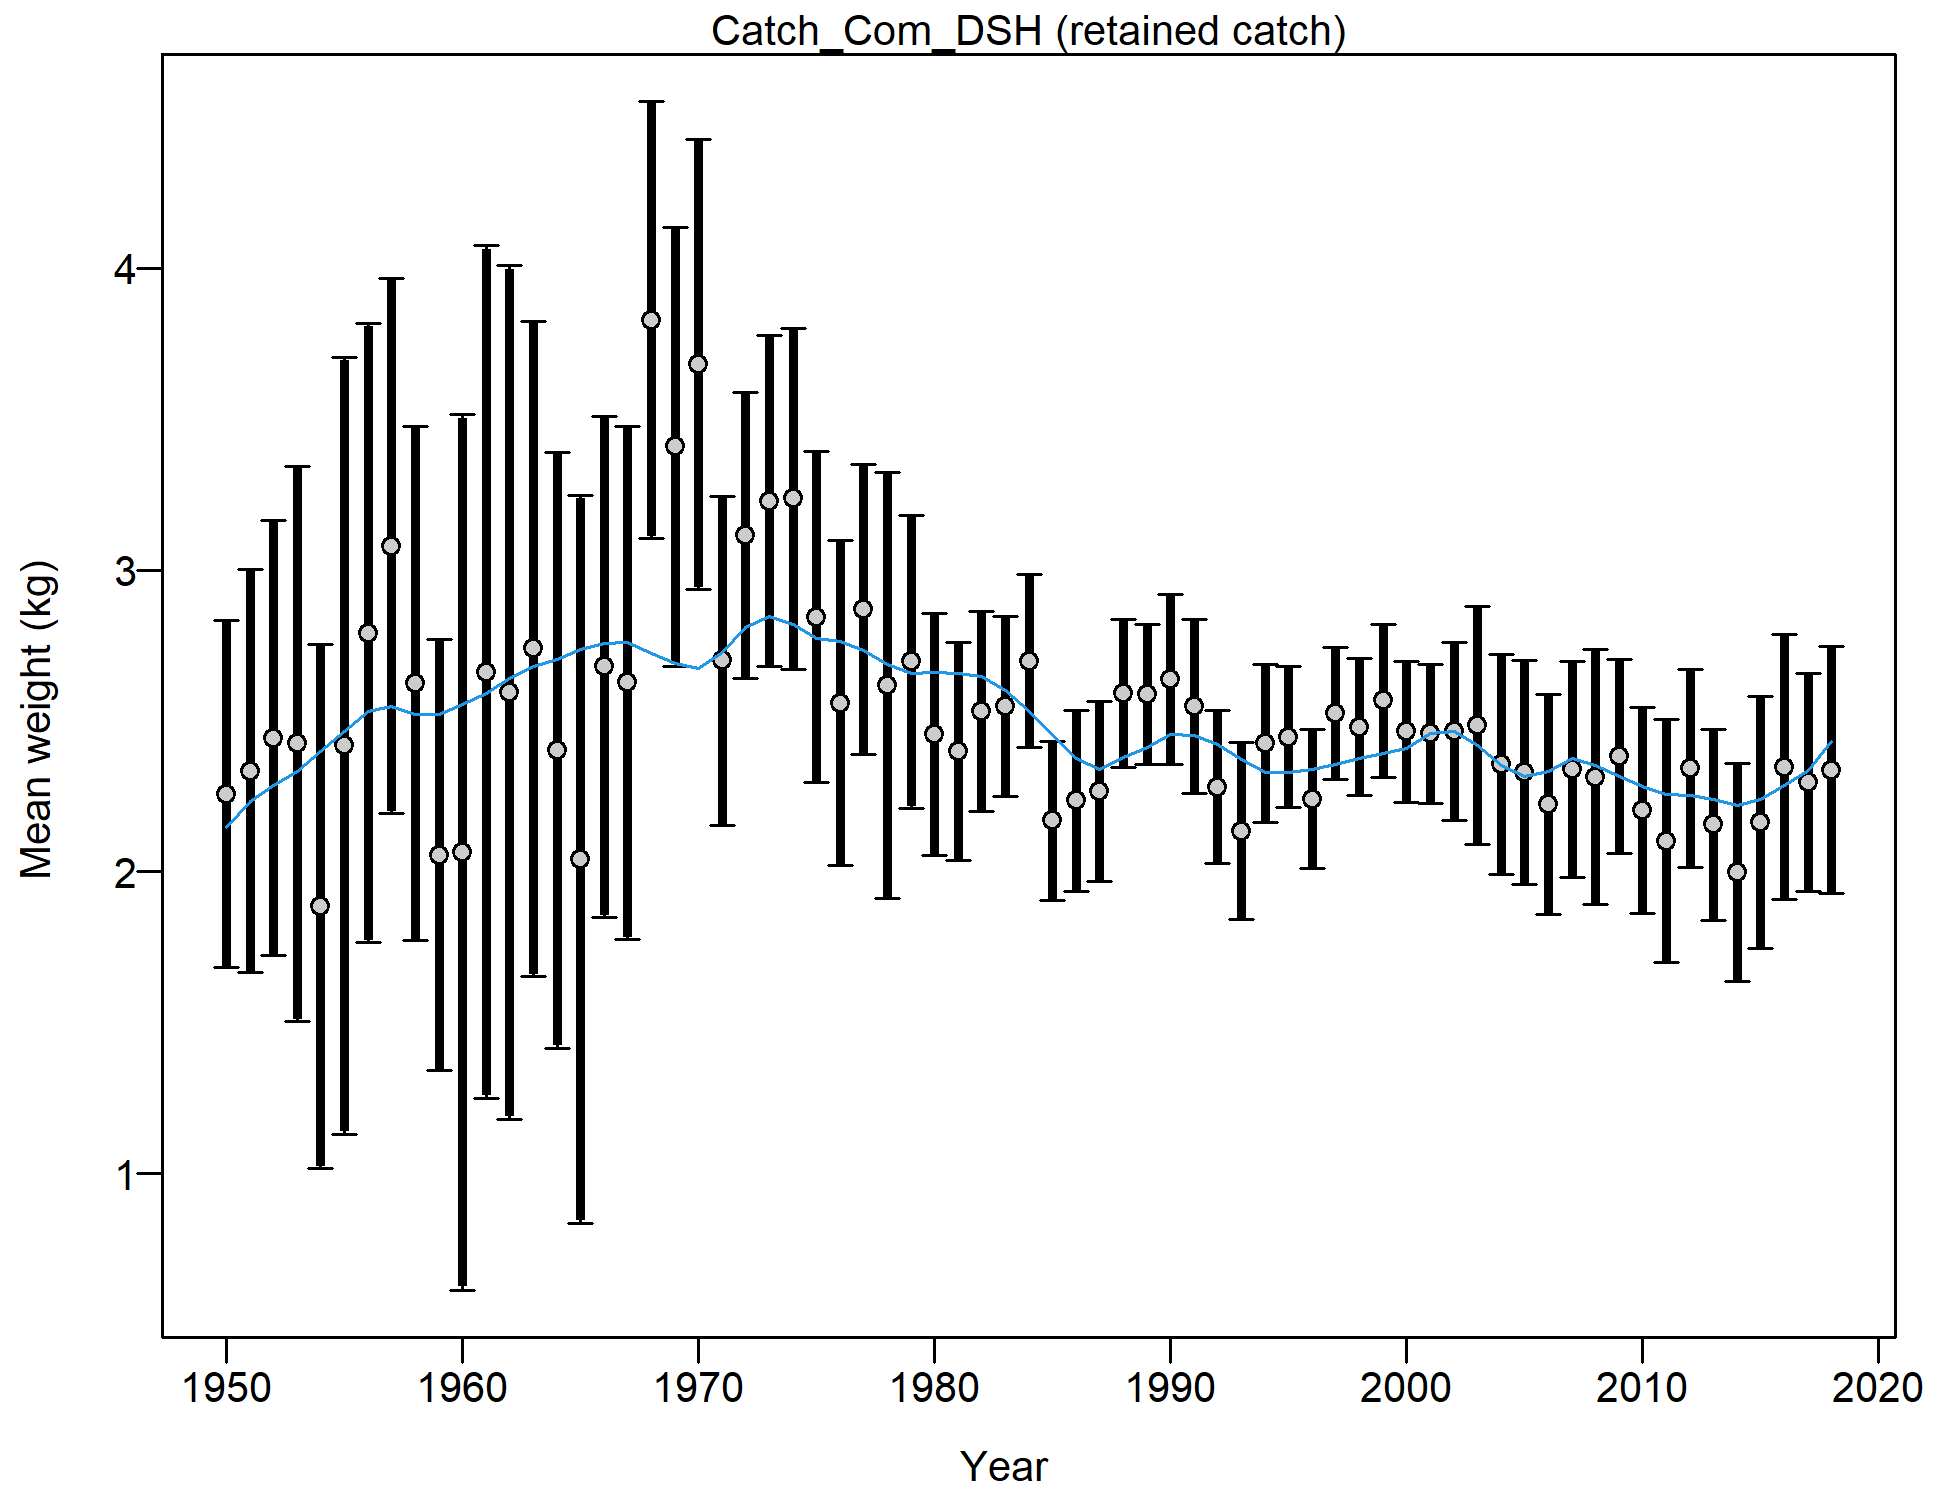 Catch_Com_DSH (retained catch)
4
3
2
1
Mean weight (kg)
1950 1960 1970 1980 1990 2000 2010 2020
Year